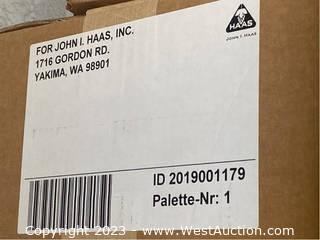 FOR JOHN I. HAAS, INC.
1716 GORDON RD.
YAKIMA, WA 98901
HAAS
JOHN I. HAAS
ID 2019001179
Palette-Nr: 1
Copyright - 2023 - www.WestAuction.com